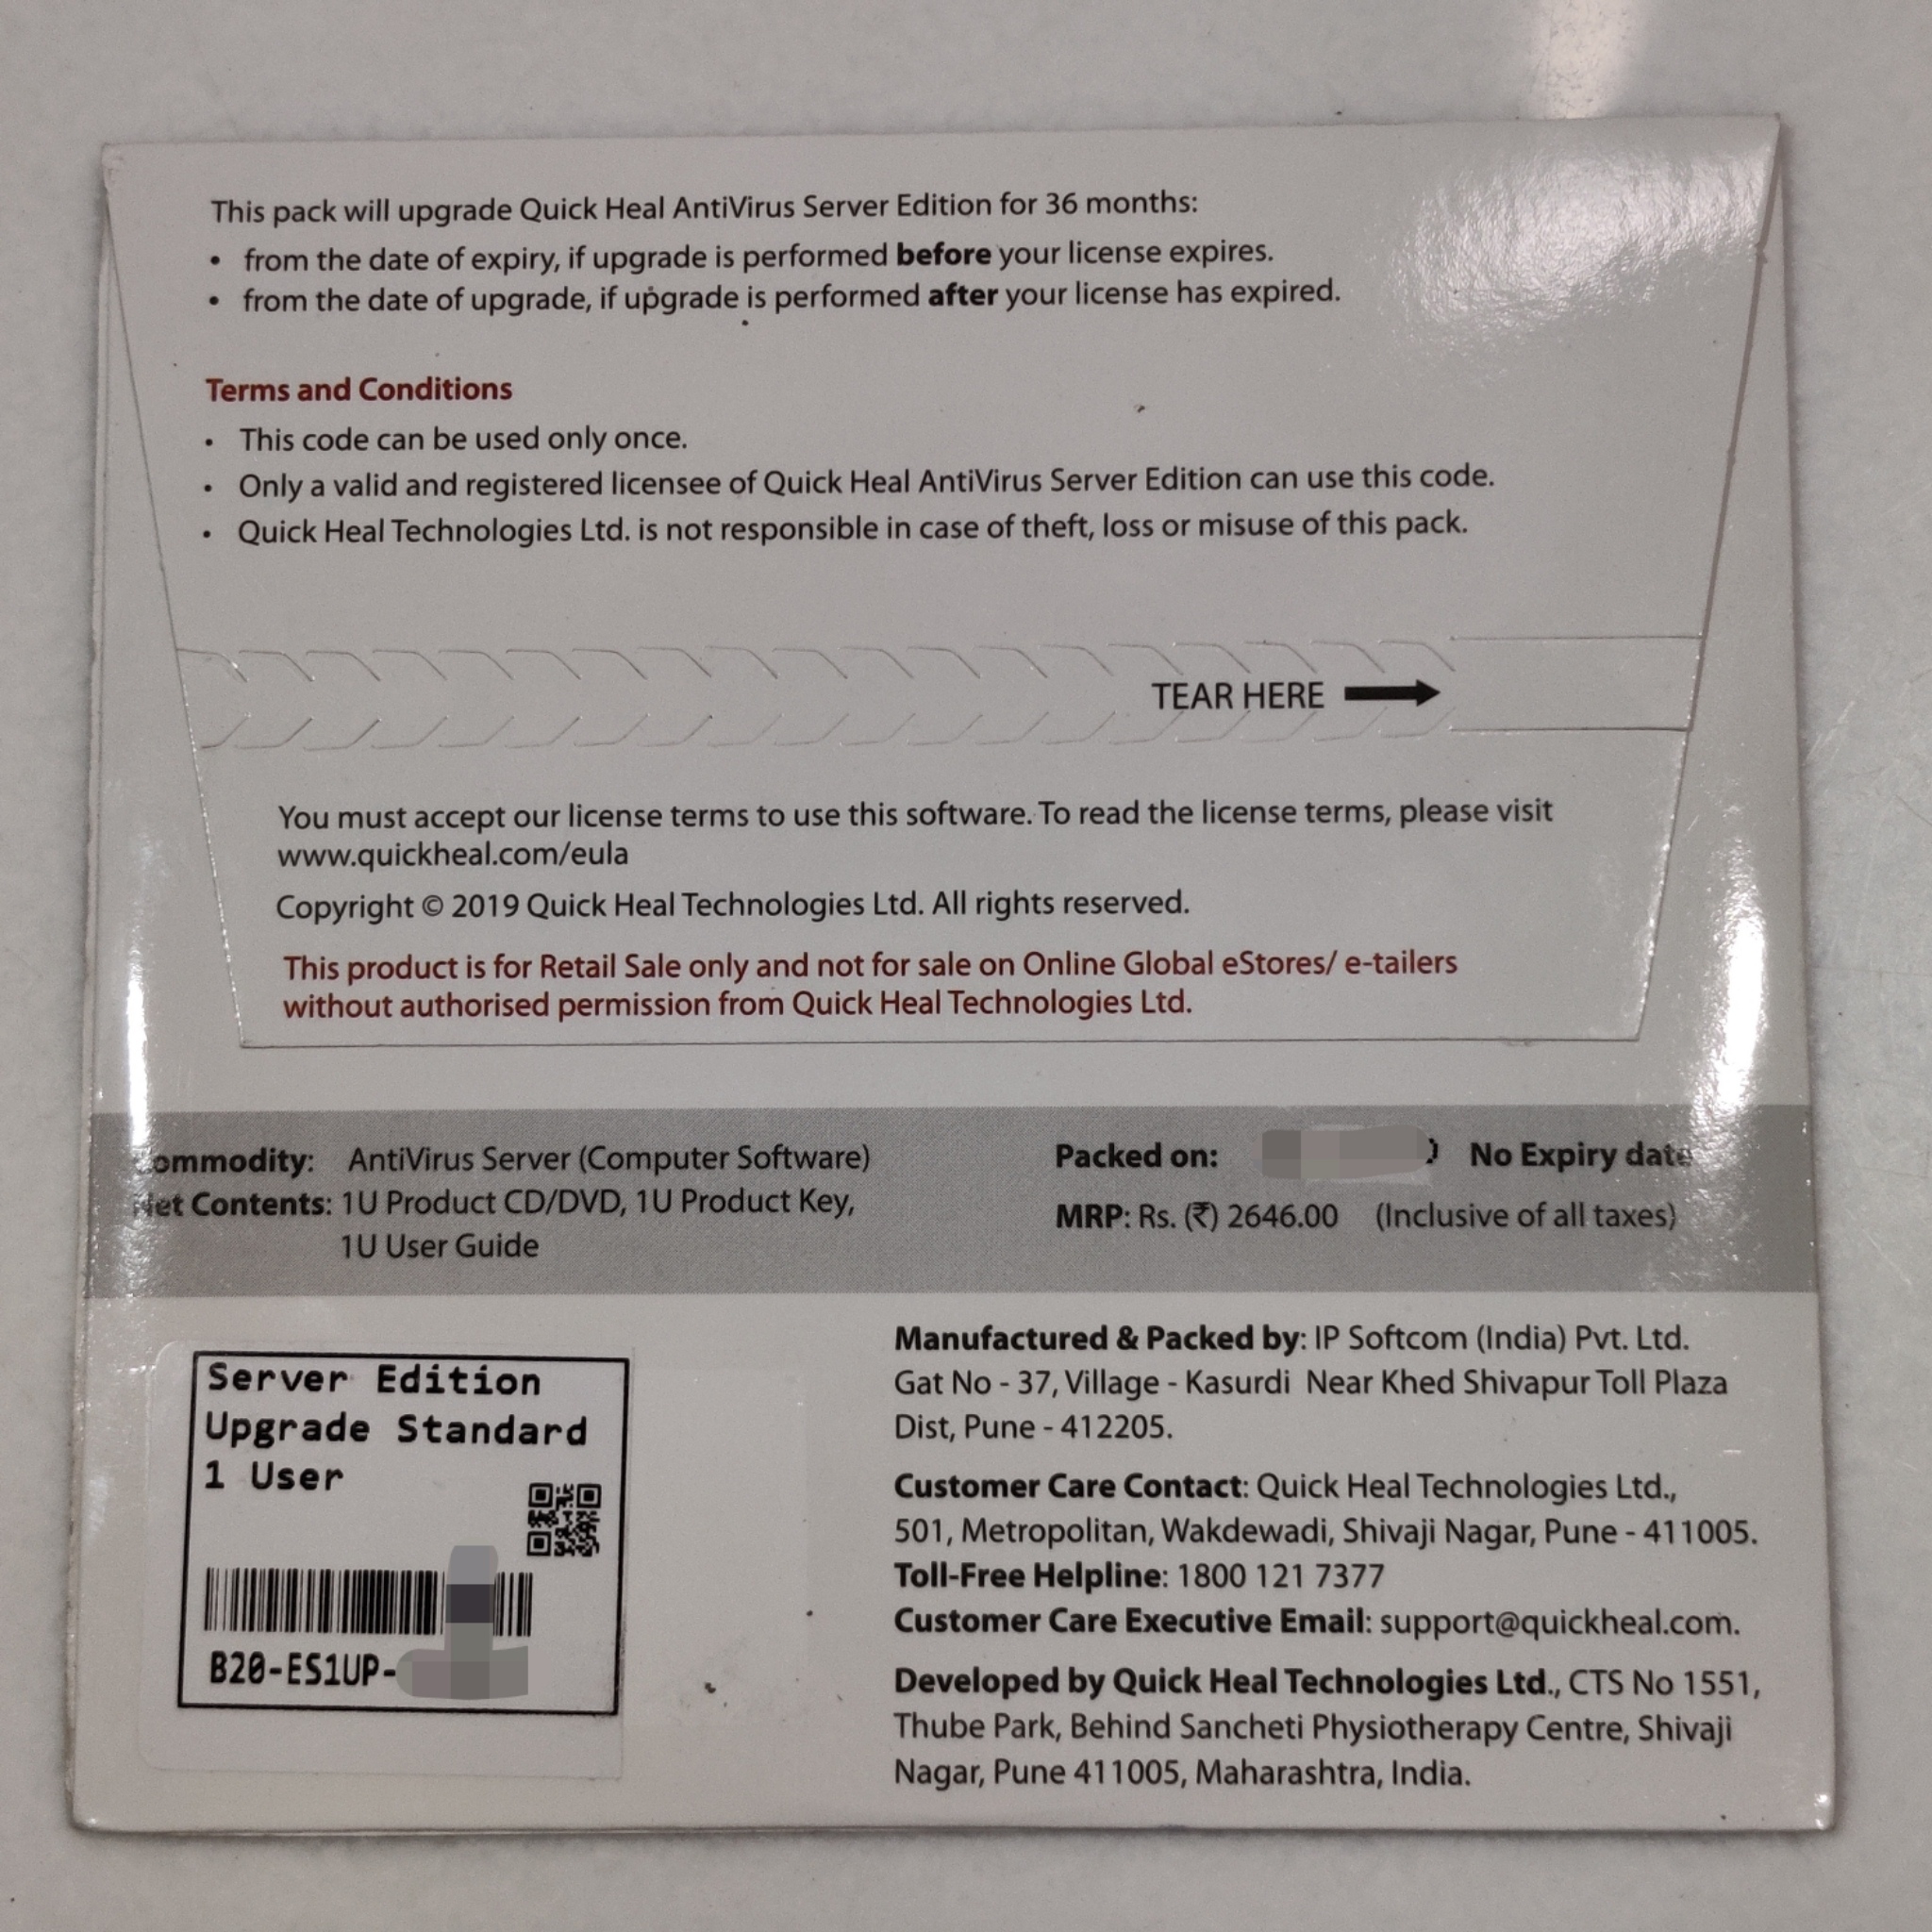 This pack will upgrade Quick Heal AntiVirus Server Edition for 36 months:
• from the date of expiry, if upgrade is performed before your license expires.
• from the date of upgrade, if upgrade is performed after your license has expired.
Terms and Conditions
• This code can be used only once.
• Only a valid and registered licensee of Quick Heal AntiVirus Server Edition can use this code.
• Quick Heal Technologies Ltd. is not responsible in case of theft, loss or misuse of this pack.
TEAR HERE
You must accept our license terms to use this software. To read the license terms, please visit
www.quickheal.com/eula
Copyright © 2019 Quick Heal Technologies Ltd. All rights reserved.
This product is for Retail Sale only and not for sale on Online Global eStores/ e-tailers
without authorised permission from Quick Heal Technologies Ltd.
Commodity: AntiVirus Server (Computer Software)
Net Contents: 1U Product CD/DVD, 1U Product Key,
1U User Guide
Packed on: No Expiry date
MRP: Rs. (₹) 2646.00 (Inclusive of all taxes)
Server Edition
Upgrade Standard
1 User
B20-ES1UP-
Manufactured & Packed by: IP Softcom (India) Pvt. Ltd.
Gat No - 37, Village - Kasurdi Near Khed Shivapur Toll Plaza
Dist, Pune - 412205.
Customer Care Contact: Quick Heal Technologies Ltd.,
501, Metropolitan, Wakdewadi, Shivaji Nagar, Pune - 411005.
Toll-Free Helpline: 1800 121 7377
Customer Care Executive Email: support@quickheal.com.
Developed by Quick Heal Technologies Ltd., CTS No 1551,
Thube Park, Behind Sancheti Physiotherapy Centre, Shivaji
Nagar, Pune 411005, Maharashtra, India.